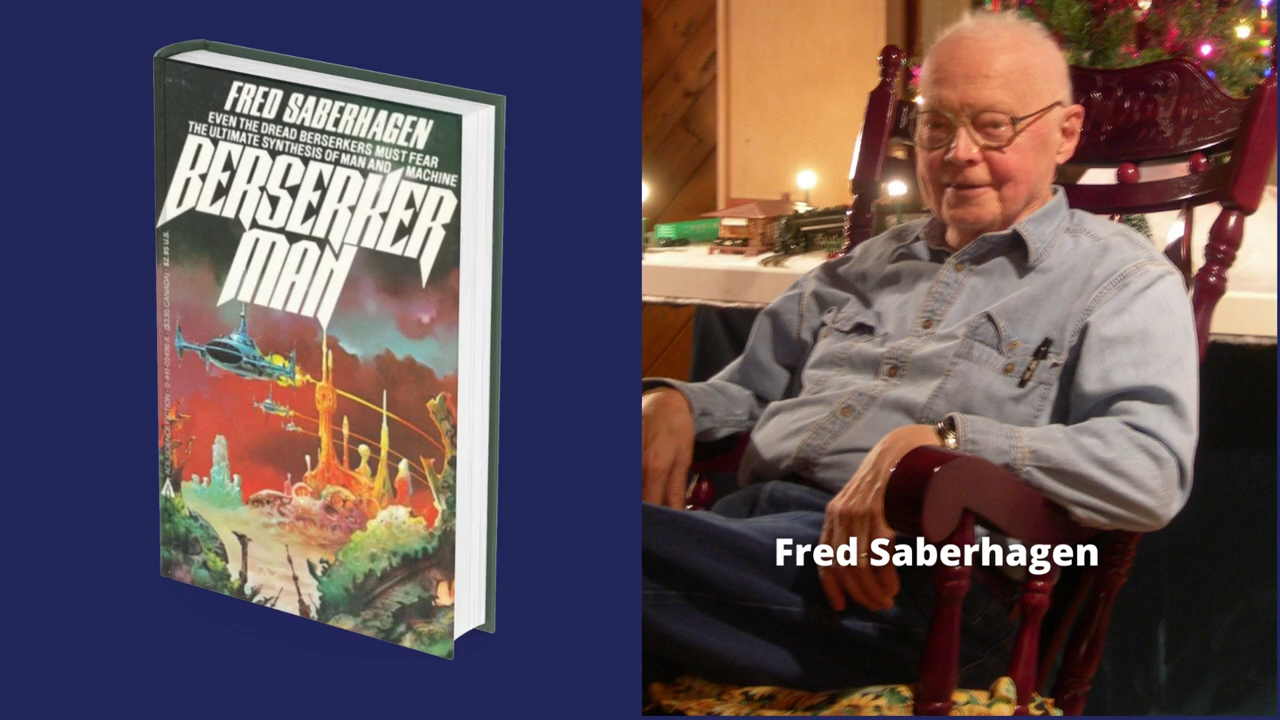 FRED SABERHAGEN
EVEN THE DREAD BERSERKERS MUST FEAR
THE ULTIMATE SYNTHESIS OF MAN AND MACHINE
BERSERKER
MAN
Fred Saberhagen